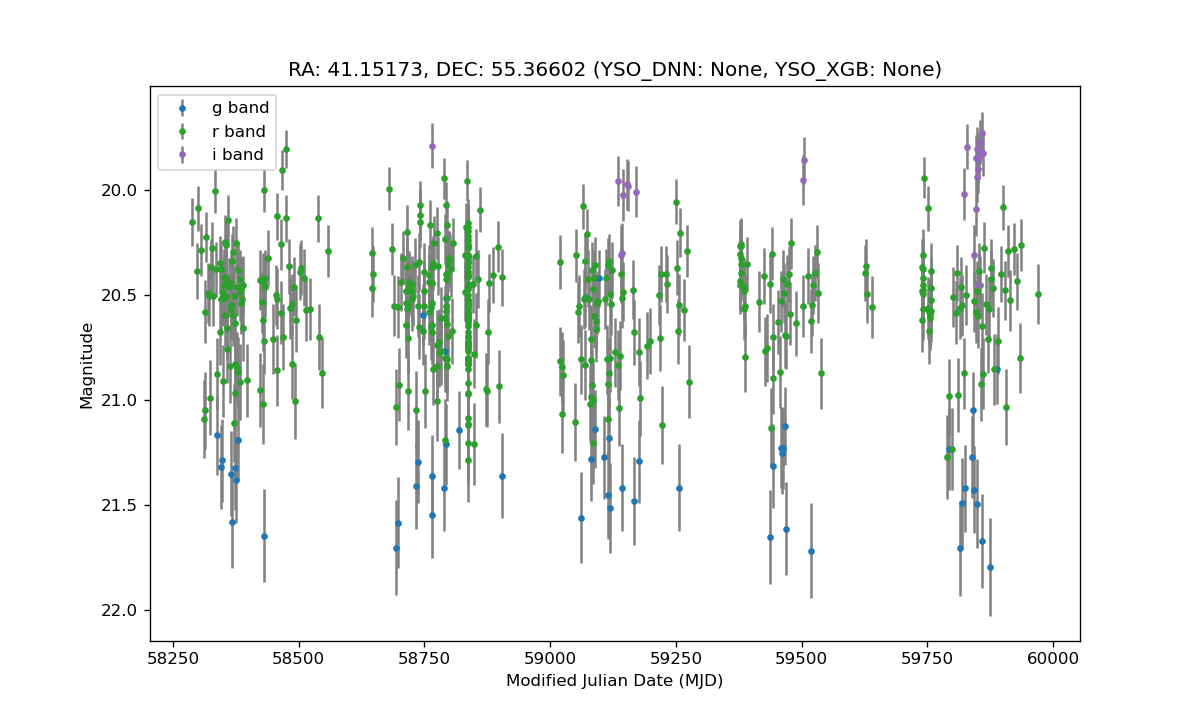 RA: 41.15173, DEC: 55.36602 (YSO_DNN: None, YSO_XGB: None)
g band
r band
i band
20.0
20.5
21.0
21.5
22.0
Magnitude
58250 58500 58750 59000 59250 59500 59750 60000
Modified Julian Date (MJD)